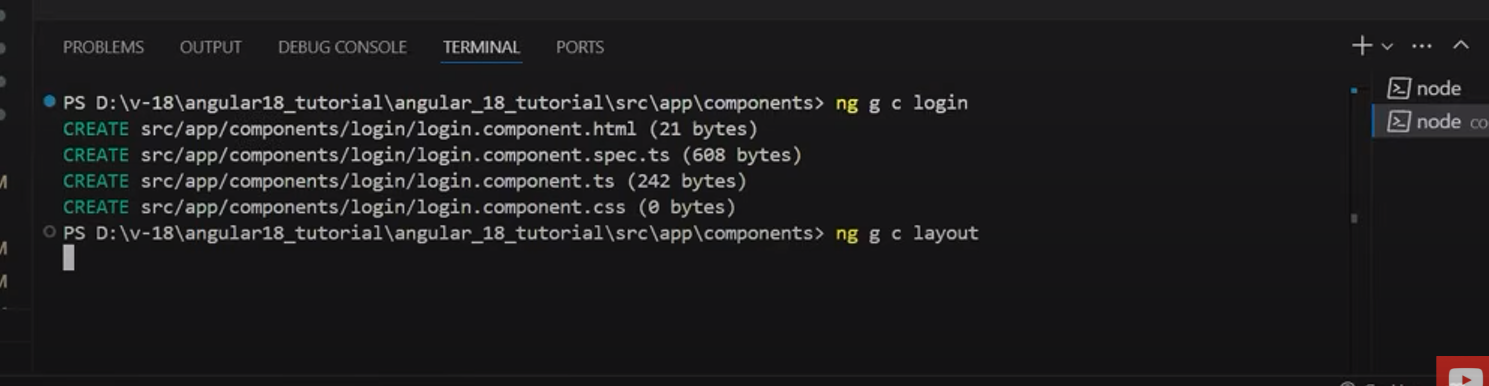 PROBLEMS OUTPUT DEBUG CONSOLE TERMINAL PORTS
PS D:\v-18\angular18_tutorial\angular_18_tutorial\src\app\components> ng g c login
CREATE src/app/components/login/login.component.html (21 bytes)
CREATE src/app/components/login/login.component.spec.ts (608 bytes)
CREATE src/app/components/login/login.component.ts (242 bytes)
CREATE src/app/components/login/login.component.css (0 bytes)
PS D:\v-18\angular18_tutorial\angular_18_tutorial\src\app\components> ng g c layout
node
node co
M
M
M